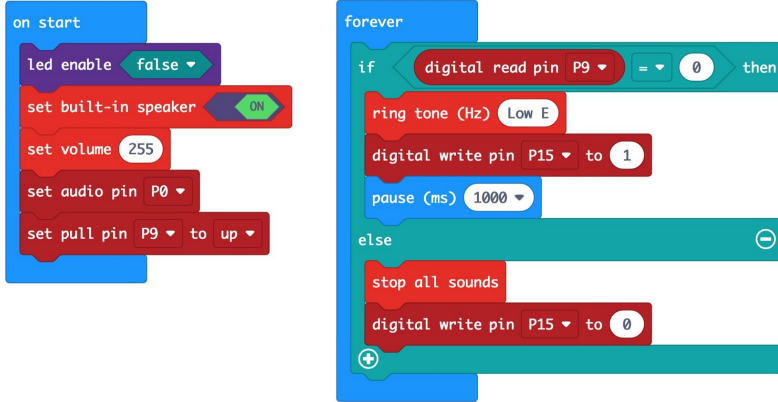 on start
led enable false
set built-in speaker ON
set volume 255
set audio pin P0
set pull pin P9 to up
forever
if digital read pin P9 = 0 then
ring tone (Hz) Low E
digital write pin P15 to 1
pause (ms) 1000
else
stop all sounds
digital write pin P15 to 0